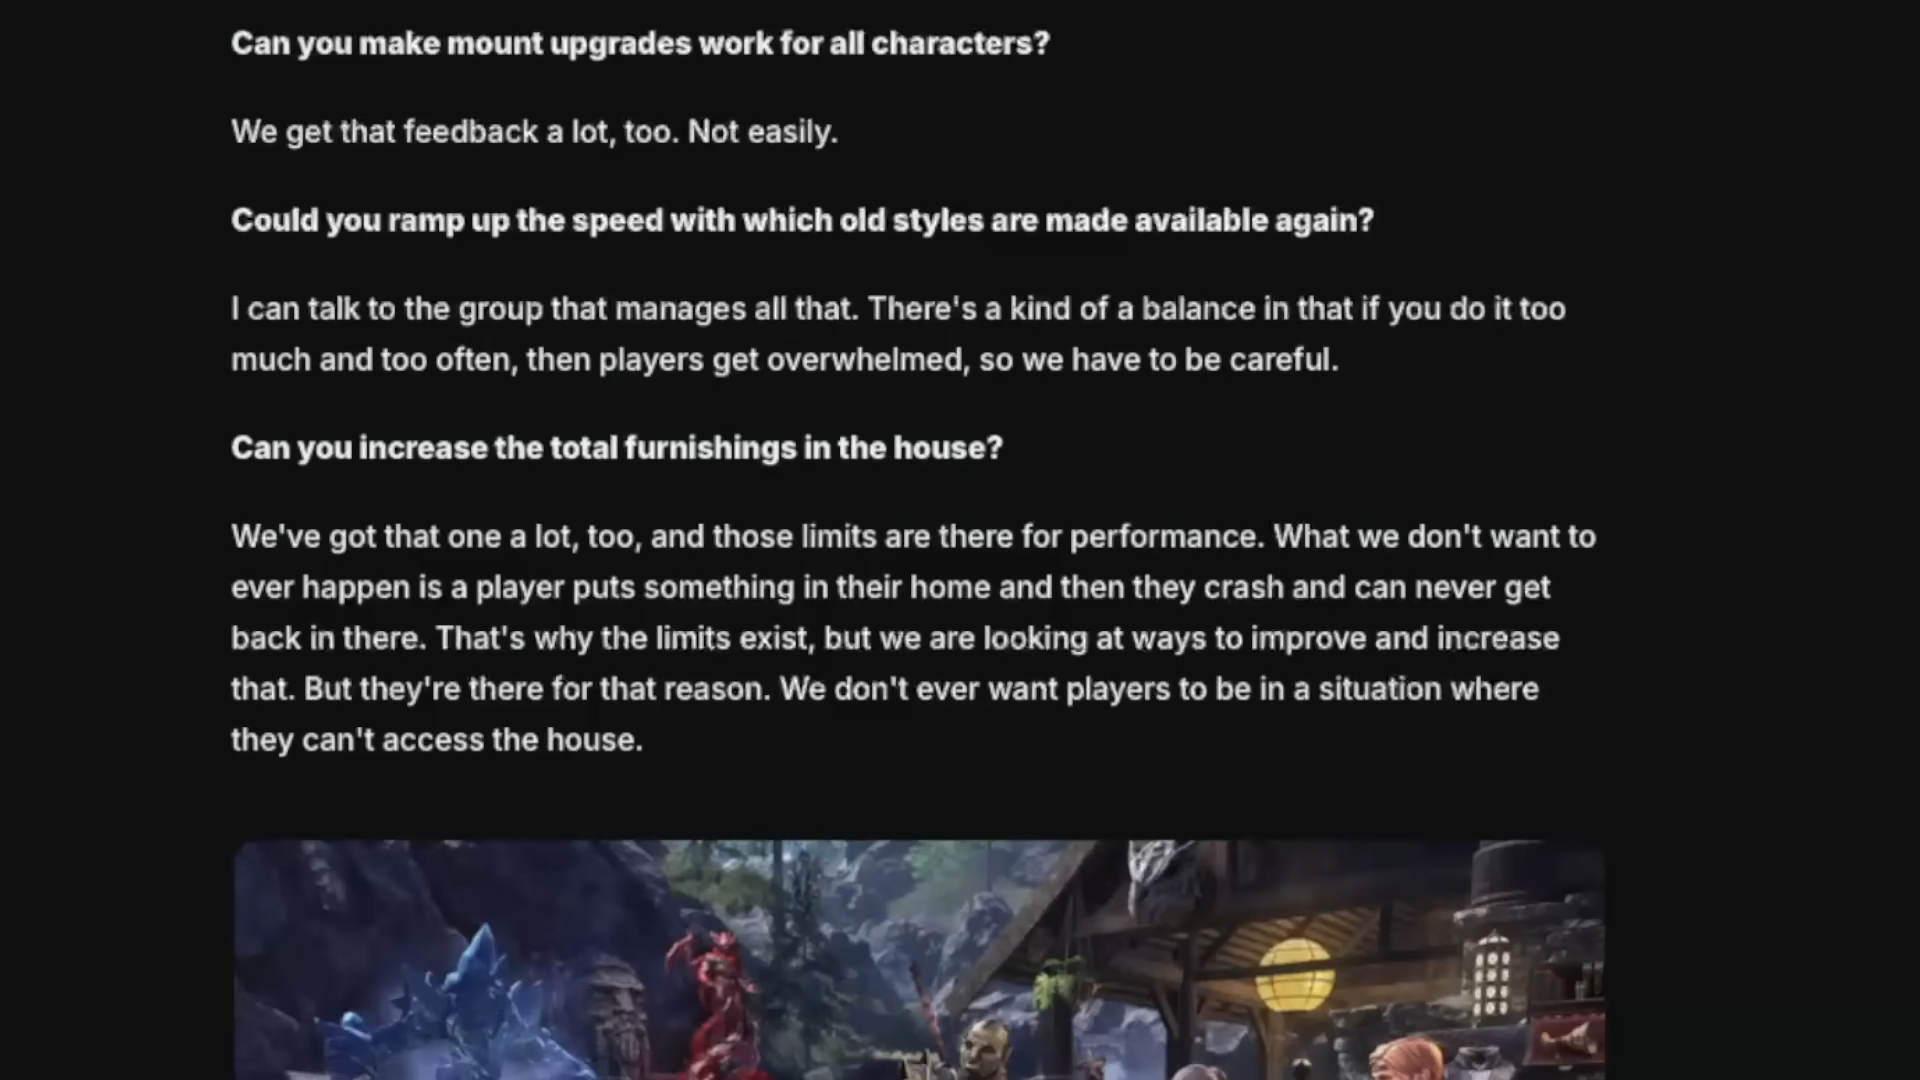 Can you make mount upgrades work for all characters?
We get that feedback a lot, too. Not easily.
Could you ramp up the speed with which old styles are made available again?
I can talk to the group that manages all that. There's a kind of a balance in that if you do it too
much and too often, then players get overwhelmed, so we have to be careful.
Can you increase the total furnishings in the house?
We've got that one a lot, too, and those limits are there for performance. What we don't want to
ever happen is a player puts something in their home and then they crash and can never get
back in there. That's why the limits exist, but we are looking at ways to improve and increase
that. But they're there for that reason. We don't ever want players to be in a situation where
they can't access the house.